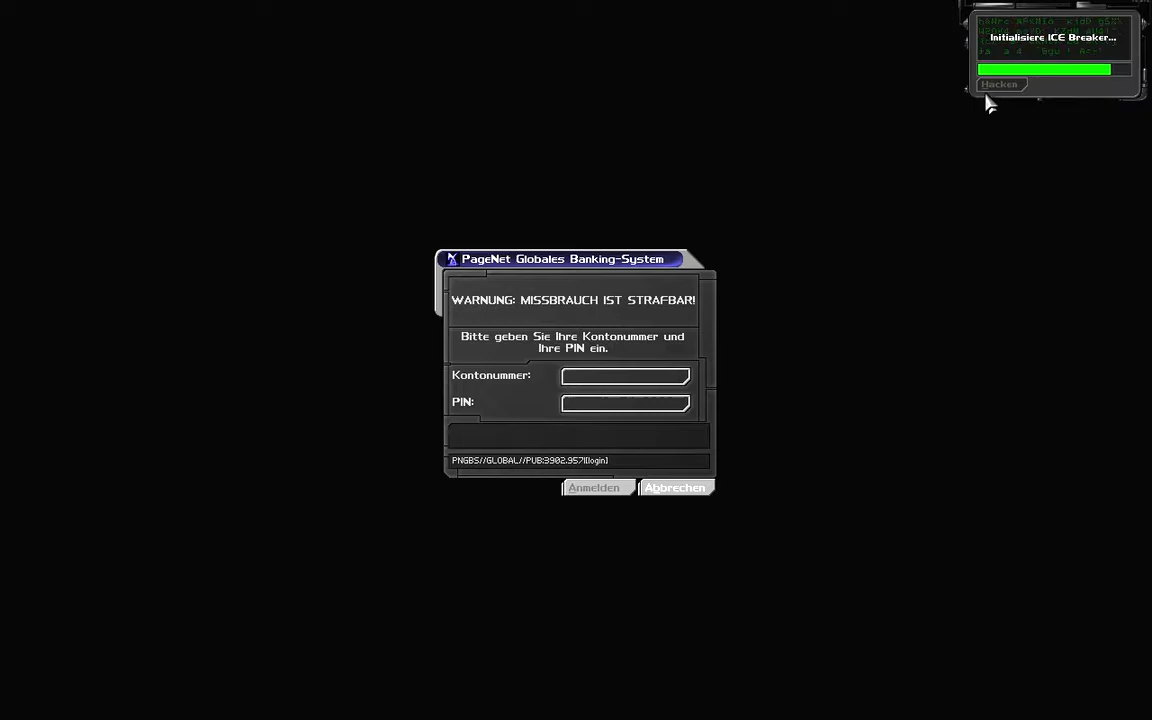 Initialisiere ICE Breaker...
Hacken
PageNet Globales Banking-System
WARNUNG: MISSBRAUCH IST STRAFBAR!
Bitte geben Sie Ihre Kontonummer und
Ihre PIN ein.
Kontonummer:
PIN:
PNGBS//GLOBAL//PUB:3902.9571[login]
Anmelden
Abbrechen